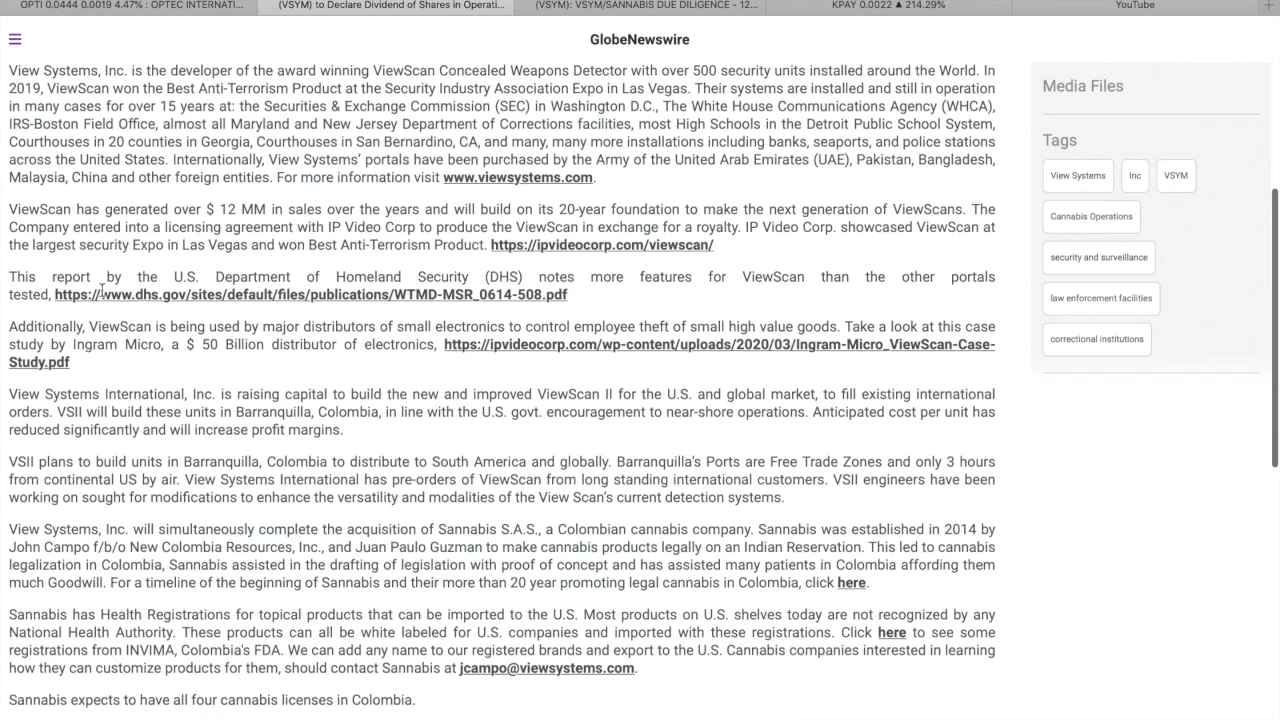 OPTI 0.0444 0.0019 4.47% : OPTEC INTERNATI...
(VSYM) to Declare Dividend of Shares in Operati...
(VSYM): VSYM/SANNABIS DUE DILIGENCE - 12...
KPAY 0.0022 ▲ 214.29%
YouTube
GlobeNewswire
View Systems, Inc. is the developer of the award winning ViewScan Concealed Weapons Detector with over 500 security units installed around the World. In
2019, ViewScan won the Best Anti-Terrorism Product at the Security Industry Association Expo in Las Vegas. Their systems are installed and still in operation
in many cases for over 15 years at: the Securities & Exchange Commission (SEC) in Washington D.C., The White House Communications Agency (WHCA),
IRS-Boston Field Office, almost all Maryland and New Jersey Department of Corrections facilities, most High Schools in the Detroit Public School System,
Courthouses in 20 counties in Georgia, Courthouses in San Bernardino, CA, and many, many more installations including banks, seaports, and police stations
across the United States. Internationally, View Systems' portals have been purchased by the Army of the United Arab Emirates (UAE), Pakistan, Bangladesh,
Malaysia, China and other foreign entities. For more information visit www.viewsystems.com.
ViewScan has generated over $ 12 MM in sales over the years and will build on its 20-year foundation to make the next generation of ViewScans. The
Company entered into a licensing agreement with IP Video Corp to produce the ViewScan in exchange for a royalty. IP Video Corp. showcased ViewScan at
the largest security Expo in Las Vegas and won Best Anti-Terrorism Product. https://ipvideocorp.com/viewscan/
This report by the U.S. Department of Homeland Security (DHS) notes more features for ViewScan than the other portals
tested, https://www.dhs.gov/sites/default/files/publications/WTMD-MSR_0614-508.pdf
Additionally, ViewScan is being used by major distributors of small electronics to control employee theft of small high value goods. Take a look at this case
study by Ingram Micro, a $ 50 Billion distributor of electronics, https://ipvideocorp.com/wp-content/uploads/2020/03/Ingram-Micro_ViewScan-Case-
Study.pdf
View Systems International, Inc. is raising capital to build the new and improved ViewScan II for the U.S. and global market, to fill existing international
orders. VSII will build these units in Barranquilla, Colombia, in line with the U.S. govt. encouragement to near-shore operations. Anticipated cost per unit has
reduced significantly and will increase profit margins.
VSII plans to build units in Barranquilla, Colombia to distribute to South America and globally. Barranquilla's Ports are Free Trade Zones and only 3 hours
from continental US by air. View Systems International has pre-orders of ViewScan from long standing international customers. VSII engineers have been
working on sought for modifications to enhance the versatility and modalities of the View Scan's current detection systems.
View Systems, Inc. will simultaneously complete the acquisition of Sannabis S.A.S., a Colombian cannabis company. Sannabis was established in 2014 by
John Campo f/b/o New Colombia Resources, Inc., and Juan Paulo Guzman to make cannabis products legally on an Indian Reservation. This led to cannabis
legalization in Colombia, Sannabis assisted in the drafting of legislation with proof of concept and has assisted many patients in Colombia affording them
much Goodwill. For a timeline of the beginning of Sannabis and their more than 20 year promoting legal cannabis in Colombia, click here.
Sannabis has Health Registrations for topical products that can be imported to the U.S. Most products on U.S. shelves today are not recognized by any
National Health Authority. These products can all be white labeled for U.S. companies and imported with these registrations. Click here to see some
registrations from INVIMA, Colombia's FDA. We can add any name to our registered brands and export to the U.S. Cannabis companies interested in learning
how they can customize products for them, should contact Sannabis at jcampo@viewsystems.com.
Sannabis expects to have all four cannabis licenses in Colombia.
Media Files
Tags
View Systems
Inc
VSYM
Cannabis Operations
security and surveillance
law enforcement facilities
correctional institutions